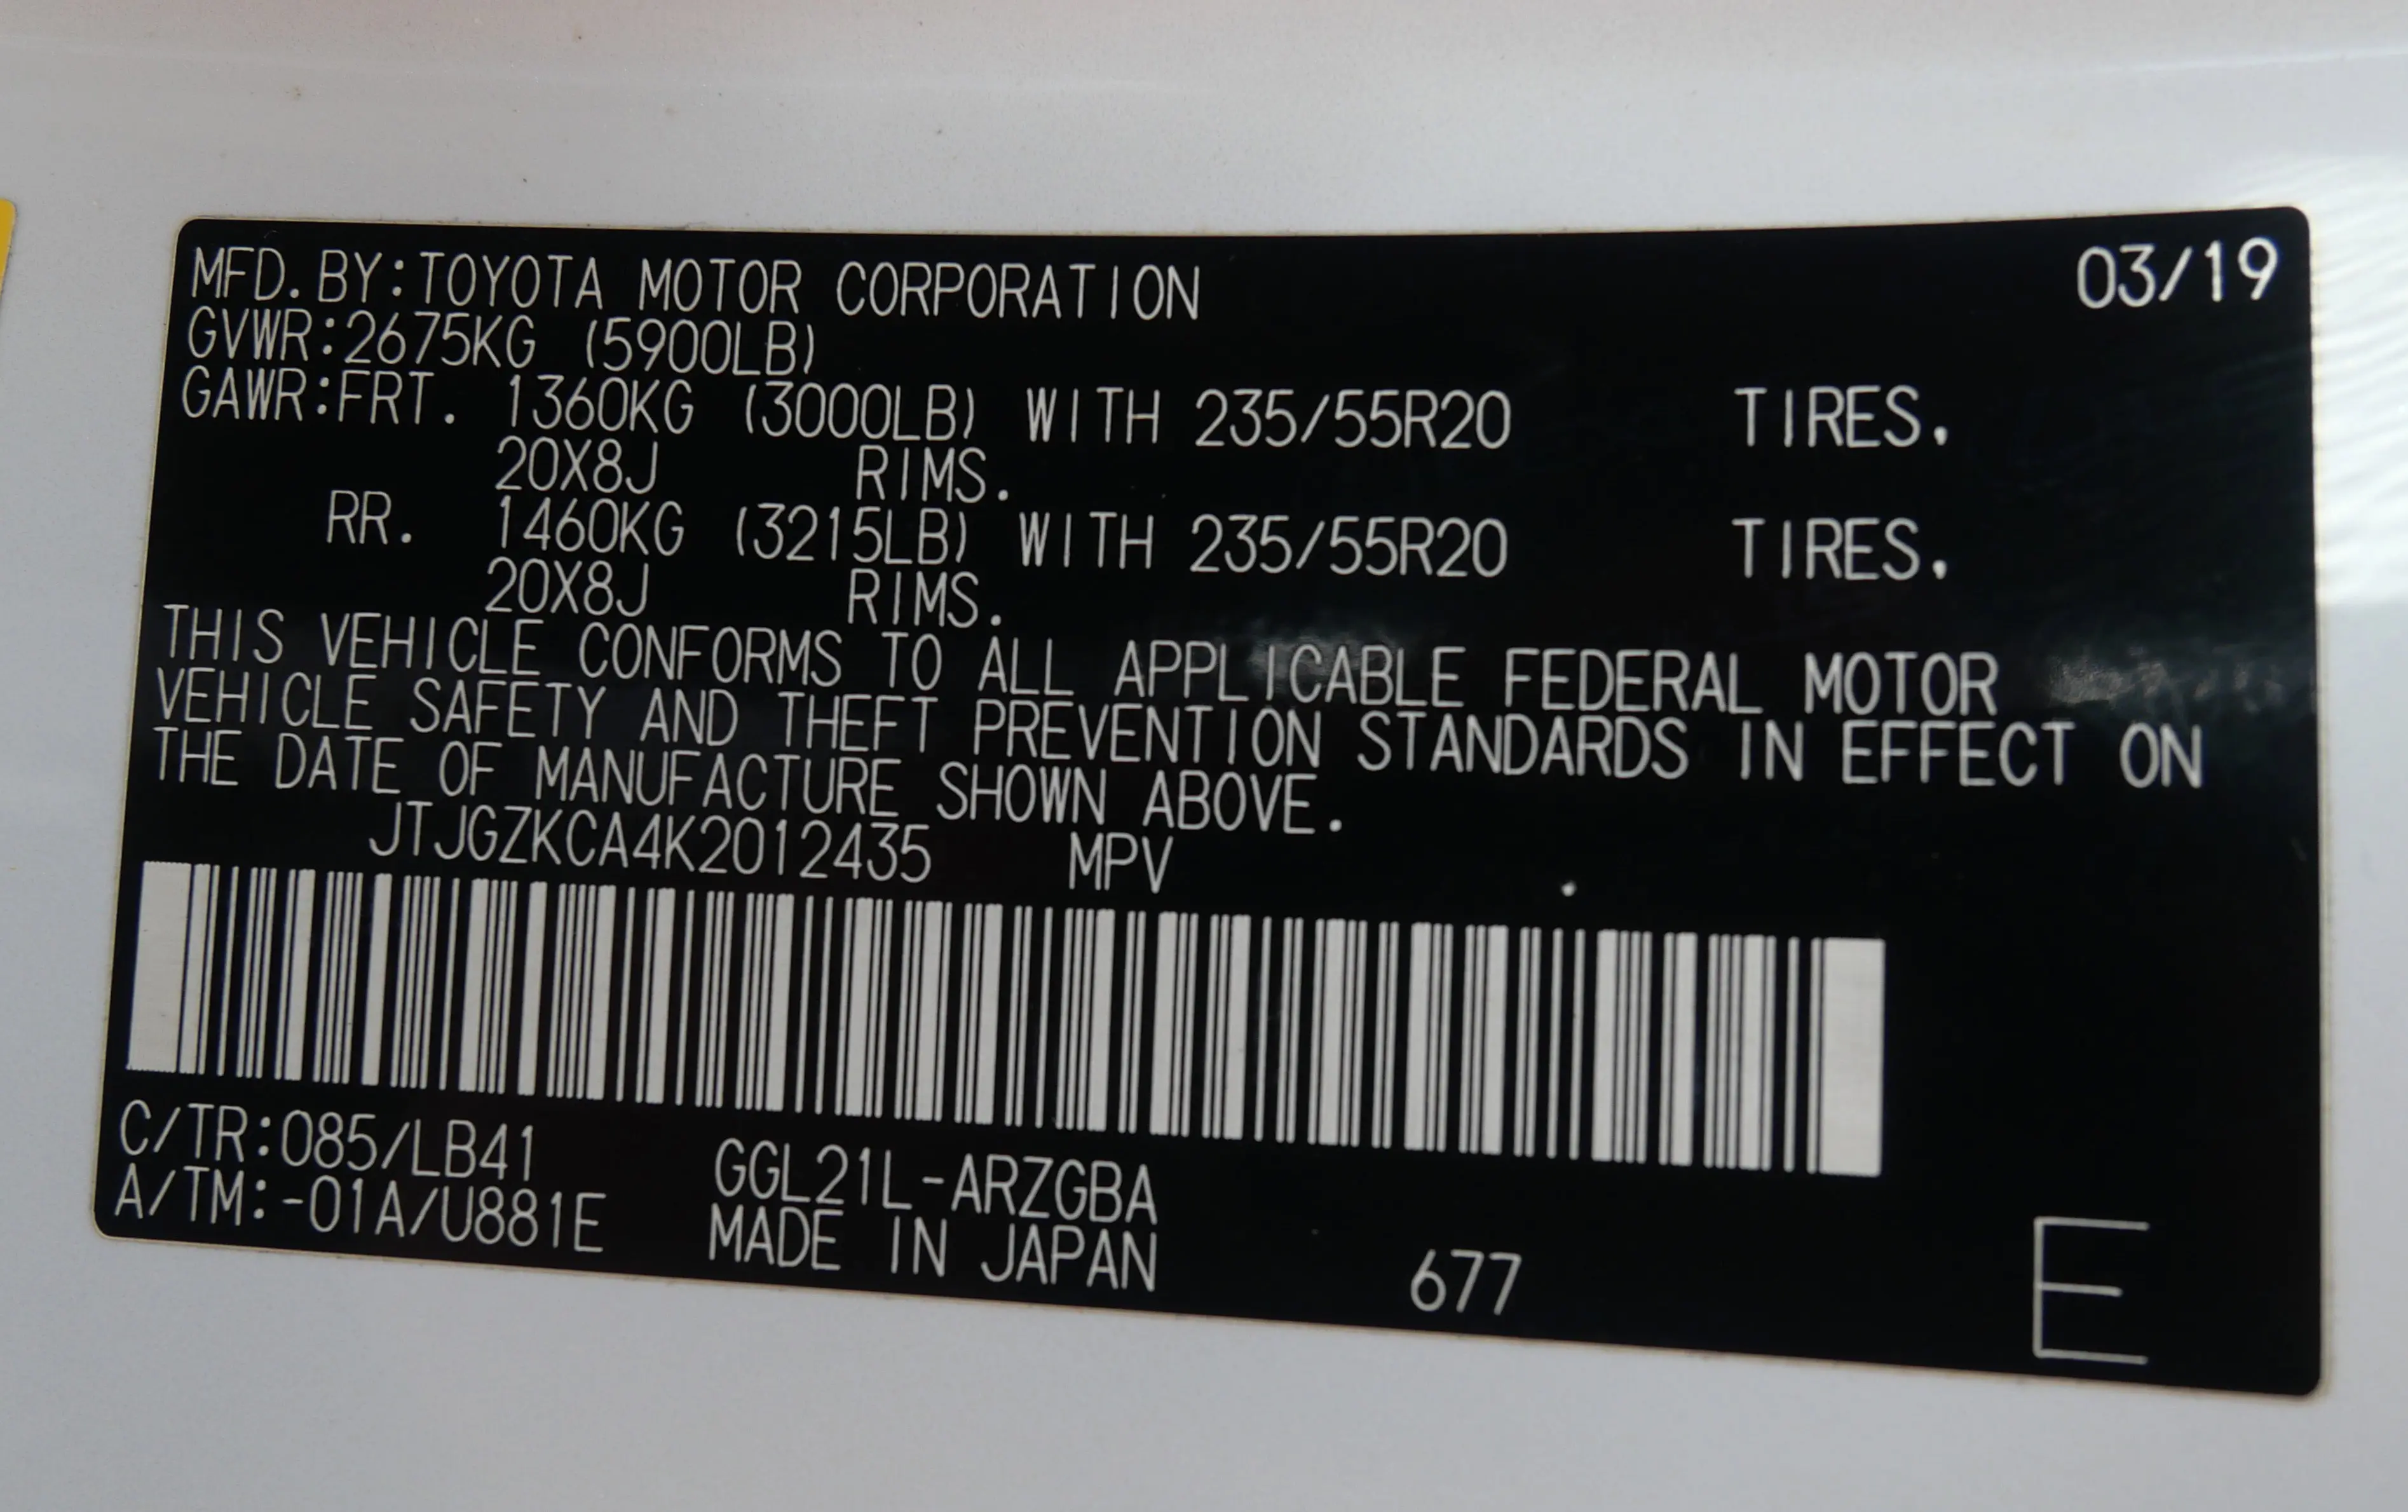 MFD.BY:TOYOTA MOTOR CORPORATION 03/19
GVWR:2675KG (5900LB)
GAWR:FRT. 1360KG (3000LB) WITH 235/55R20 TIRES.
20X8J RIMS.
RR. 1460KG (3215LB) WITH 235/55R20 TIRES.
20X8J RIMS.
THIS VEHICLE CONFORMS TO ALL APPLICABLE FEDERAL MOTOR
VEHICLE SAFETY AND THEFT PREVENTION STANDARDS IN EFFECT ON
THE DATE OF MANUFACTURE SHOWN ABOVE.
JTJGZKCA4K2012435 MPV
C/TR:085/LB41 GGL21L-ARZGBA
A/TM:-01A/U881E MADE IN JAPAN 677 E